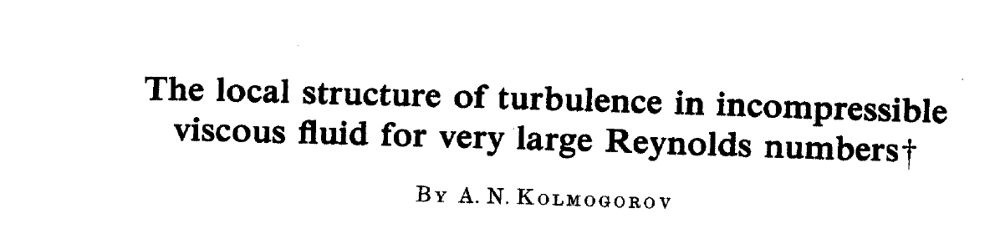 The local structure of turbulence in incompressible
viscous fluid for very large Reynolds numbers†
By A. N. Kolmogorov